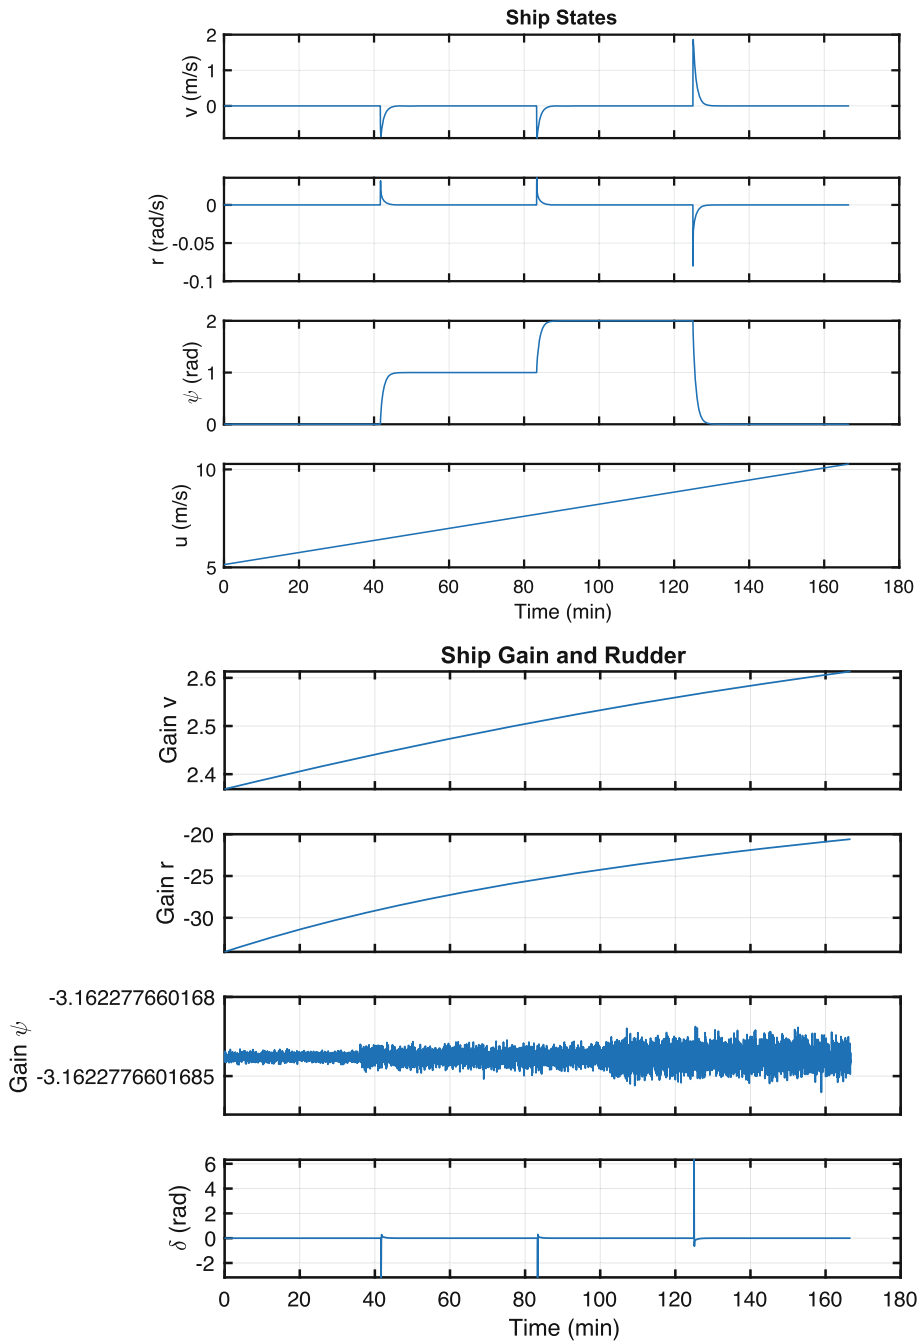 Ship States
v (m/s)
2
1
0
r (rad/s)
0
-0.05
-0.1
ψ (rad)
2
1
0
u (m/s)
10
5
0 20 40 60 80 100 120 140 160 180
Time (min)
Ship Gain and Rudder
Gain v
2.6
2.5
2.4
Gain r
-20
-25
-30
Gain ψ
-3.1622776660168
-3.16227766601685
δ (rad)
6
4
2
0
-2
0 20 40 60 80 100 120 140 160 180
Time (min)